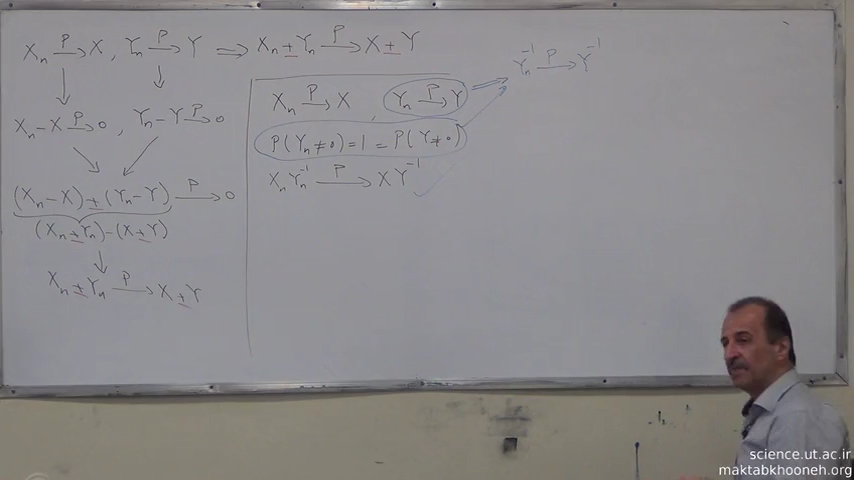 Xₙ →ᴾ X , Yₙ →ᴾ Y ⇒ Xₙ ± Yₙ →ᴾ X ± Y
Xₙ − X →ᴾ 0 , Yₙ − Y →ᴾ 0
(Xₙ − X) ± (Yₙ − Y) →ᴾ 0
(Xₙ ± Yₙ) − (X ± Y)
Xₙ ± Yₙ →ᴾ X ± Y
Xₙ →ᴾ X , Yₙ →ᴾ Y ⇒ Yₙ⁻¹ →ᴾ Y⁻¹
P(Yₙ ≠ 0) = 1 = P(Y ≠ 0)
Xₙ Yₙ⁻¹ →ᴾ X Y⁻¹
science.ut.ac.ir
maktabkhooneh.org